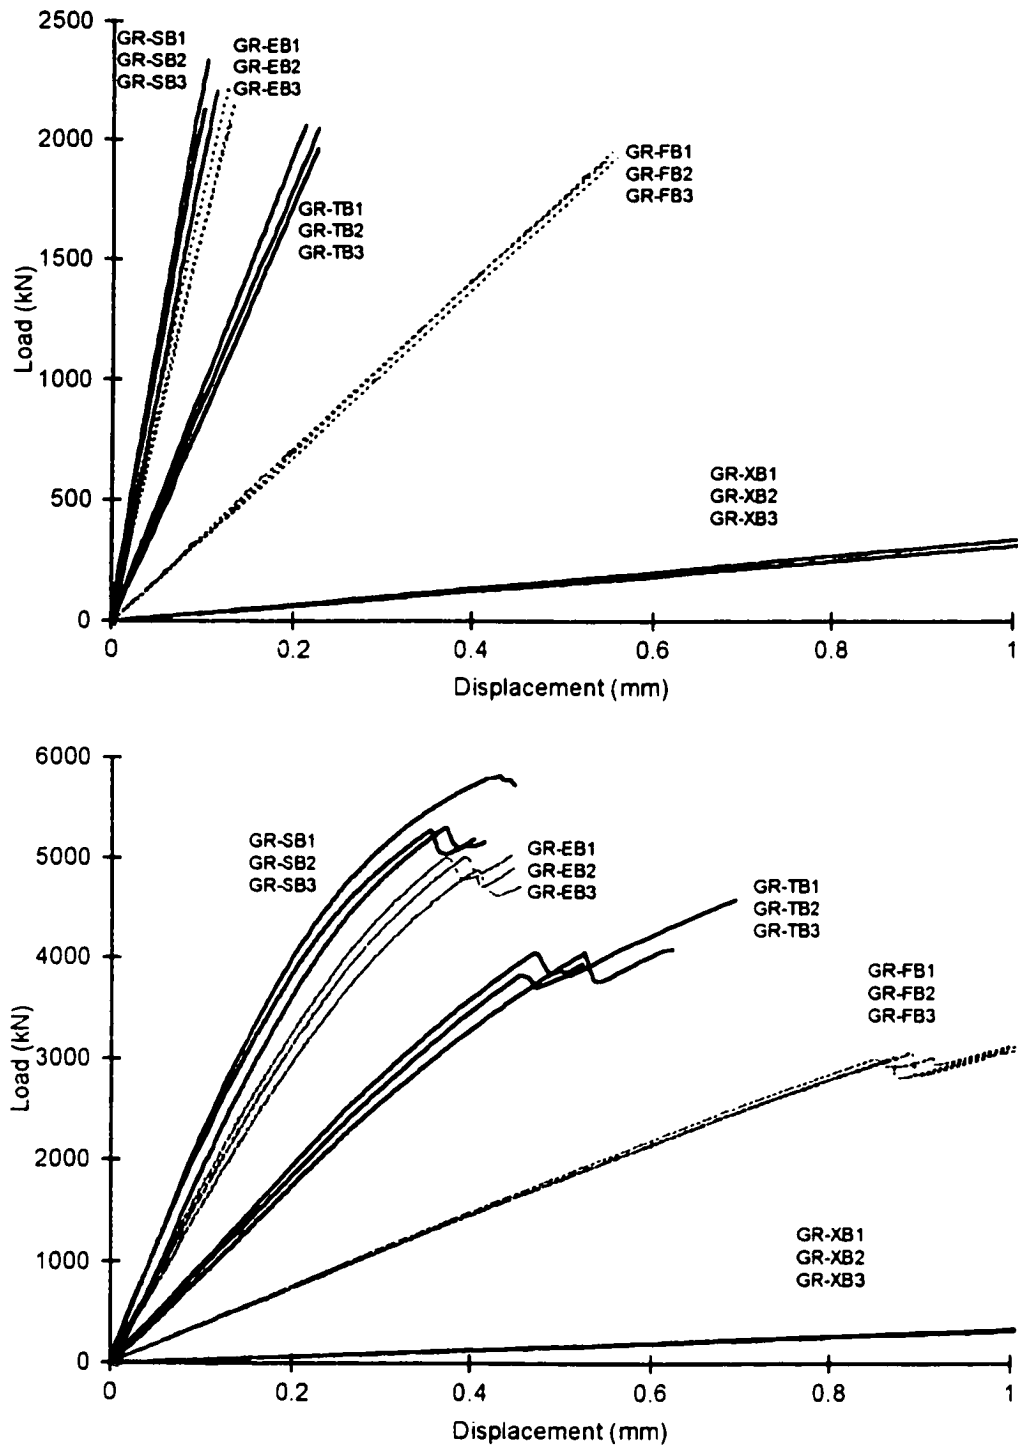 2500
GR-SB1
GR-SB2
GR-SB3
GR-EB1
GR-EB2
GR-EB3
2000
GR-FB1
GR-FB2
GR-FB3
GR-TB1
GR-TB2
GR-TB3
1500
Load (kN)
1000
GR-XB1
GR-XB2
GR-XB3
500
0
0 0.2 0.4 0.6 0.8 1
Displacement (mm)
6000
GR-SB1
GR-SB2
GR-SB3
5000
GR-EB1
GR-EB2
GR-EB3
GR-TB1
GR-TB2
GR-TB3
4000
GR-FB1
GR-FB2
GR-FB3
3000
Load (kN)
2000
GR-XB1
GR-XB2
GR-XB3
1000
0
0 0.2 0.4 0.6 0.8 1
Displacement (mm)